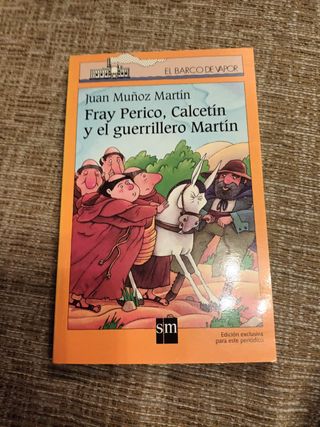 EL BARCO DE VAPOR
Juan Muñoz Martín
Fray Perico, Calcetín
y el guerrillero Martín
sm
Edición exclusiva
para este periódico